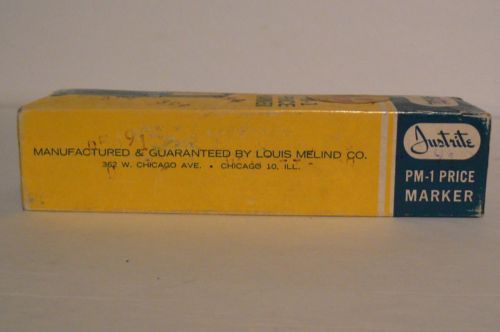 MANUFACTURED & GUARANTEED BY LOUIS MELIND CO.
362 W. CHICAGO AVE. • CHICAGO 10, ILL.
Justrite
PM-1 PRICE
MARKER